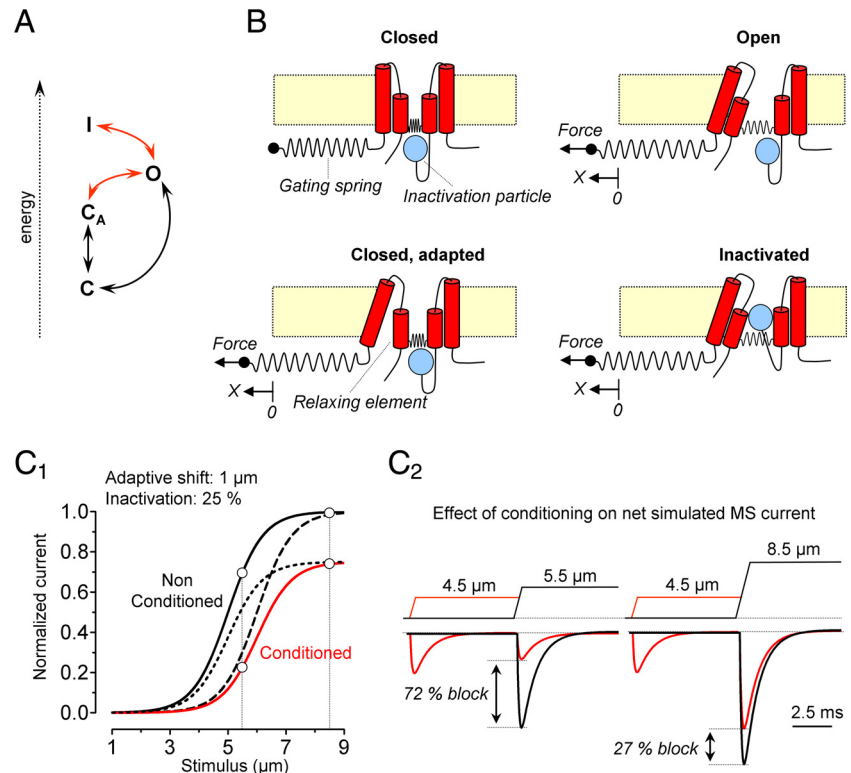 A
B
energy
I
O
CA
C
Closed
Gating spring
Inactivation particle
Open
Force
X
0
Closed, adapted
Force
X
0
Relaxing element
Inactivated
Force
X
0
C1
Adaptive shift: 1 µm
Inactivation: 25 %
Normalized current
1.0
0.8
0.6
0.4
0.2
0.0
Non
Conditioned
Conditioned
1
3
5
7
9
Stimulus (µm)
C2
Effect of conditioning on net simulated MS current
4.5 µm
5.5 µm
72 % block
4.5 µm
8.5 µm
27 % block
2.5 ms